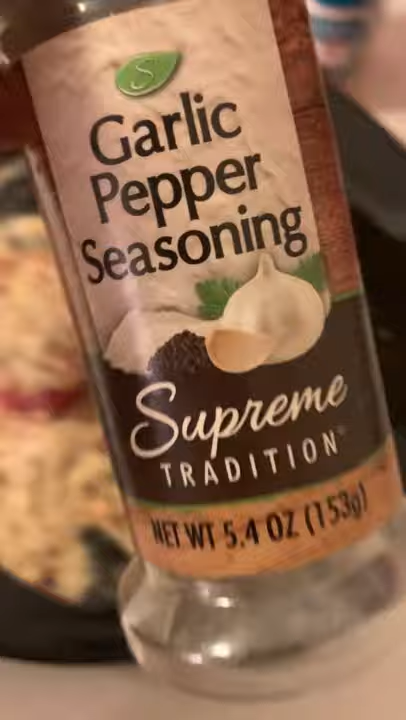 S
Garlic
Pepper
Seasoning
Supreme
TRADITION
NET WT 5.4 OZ (153g)